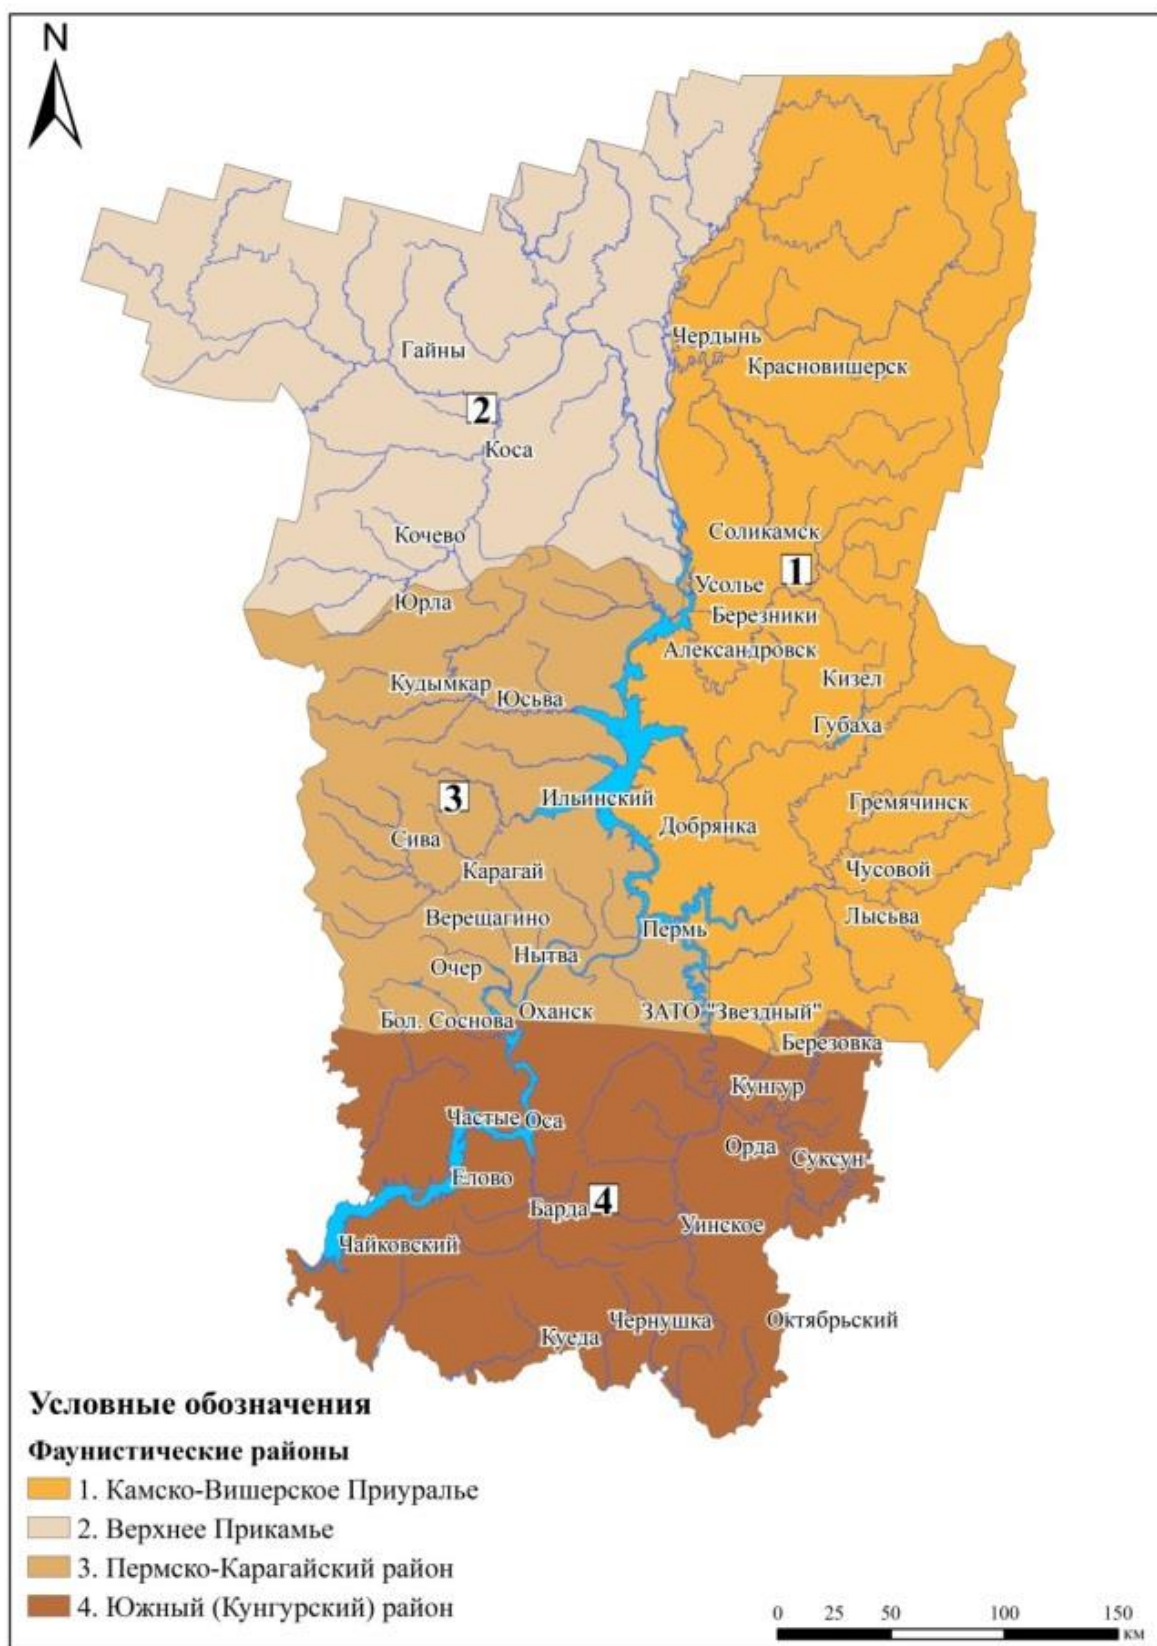 N
Чердынь
Гайны
Красновишерск
2
Коса
Соликамск
Кочево
1
Усолье
Юрла
Березники
Александровск
Кудымкар
Кизел
Юсьва
Губаха
3
Ильинский
Гремячинск
Добрянка
Сива
Карагай
Чусовой
Верещагино
Лысьва
Пермь
Нытва
Очер
Оханск
ЗАТО "Звездный"
Бол. Соснова
Березовка
Кунгур
Частые
Оса
Орда
Суксун
Елово
4
Барда
Уинское
Чайковский
Октябрьский
Чернушка
Куеда
Условные обозначения
Фаунистические районы
1. Камско-Вишерское Приуралье
2. Верхнее Прикамье
3. Пермско-Карагайский район
4. Южный (Кунгурский) район
0 25 50 100 150
км